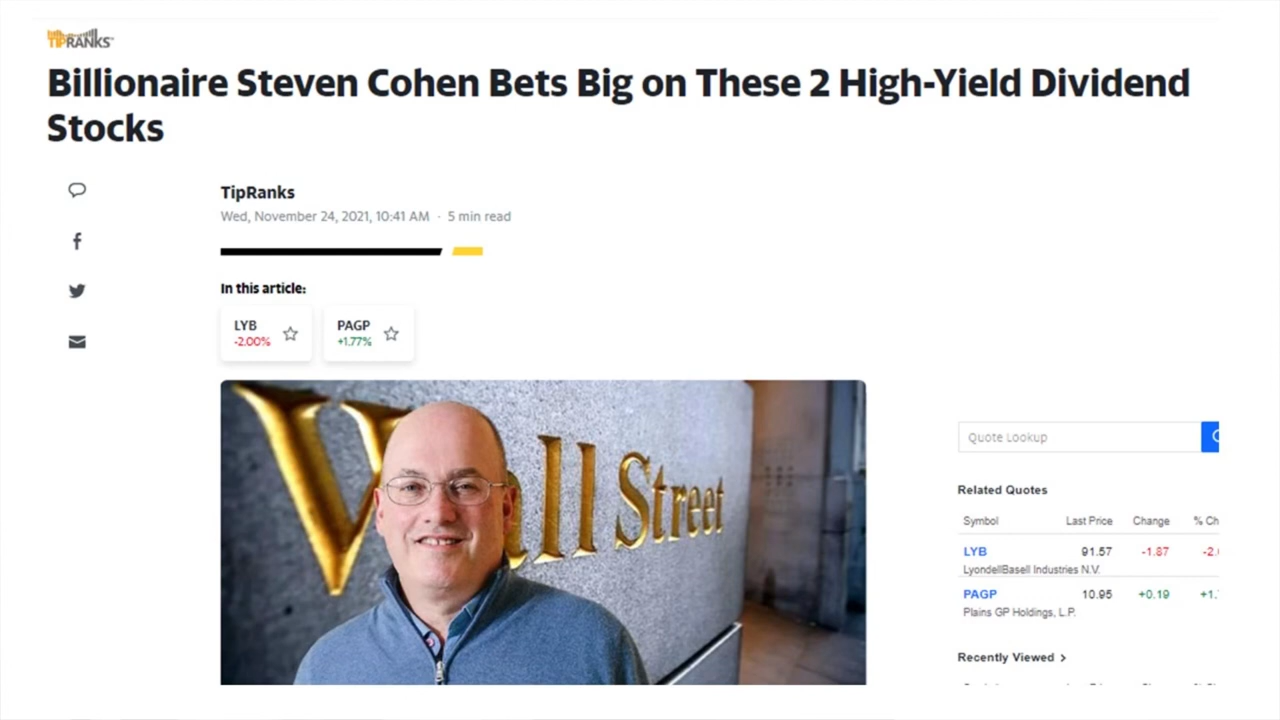 TIPRANKS
Billionaire Steven Cohen Bets Big on These 2 High-Yield Dividend
Stocks
TipRanks
Wed, November 24, 2021, 10:41 AM · 5 min read
In this article:
LYB
-2.00%
PAGP
+1.77%
Wall Street
Quote Lookup
Related Quotes
Symbol Last Price Change % Ch
LYB 91.57 -1.87 -2.
LyondellBasell Industries N.V.
PAGP 10.95 +0.19 +1.
Plains GP Holdings, L.P.
Recently Viewed >